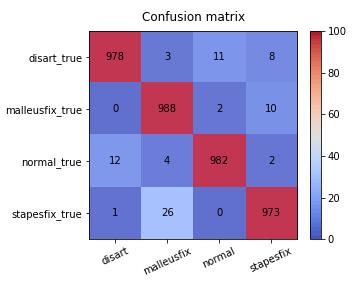 Confusion matrix
disart_true 978 3 11 8
malleusfix_true 0 988 2 10
normal_true 12 4 982 2
stapesfix_true 1 26 0 973
disart malleusfix normal stapesfix
100
80
60
40
20
0